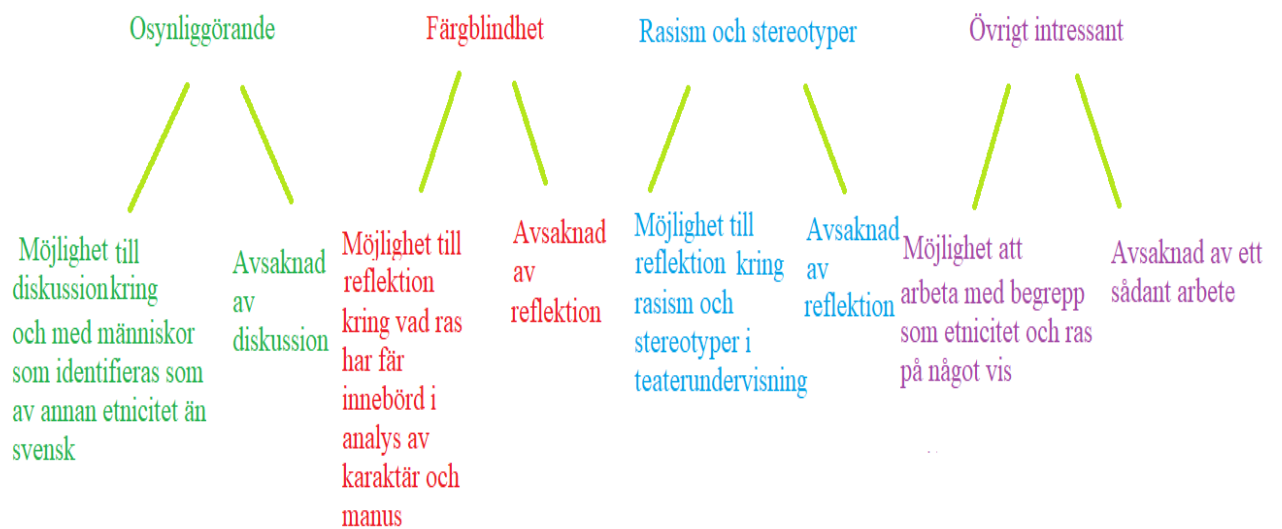 Osynliggörande
Färgblindhet
Rasism och stereotyper
Övrigt intressant
Möjlighet till
diskussionkring
och med människor
som identifieras som
av annan etnicitet än
svensk
Avsaknad
av
diskussion
Möjlighet till
reflektion
kring vad ras
har fär
innebörd i
analys av
karaktär och
manus
Avsaknad
av
reflektion
Möjlighet till
reflektion kring
rasism och
stereotyper i
teaterundervisning
Avsaknad
av
reflektion
Möjlighet att
arbeta med begrepp
som etnicitet och ras
på något vis
Avsaknad av ett
sådant arbete